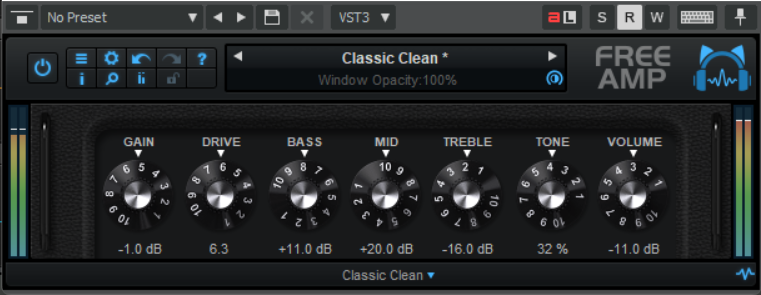 No Preset VST3 a L S R W
Classic Clean *
Window Opacity:100%
FREE
AMP
?
i
GAIN DRIVE BASS MID TREBLE TONE VOLUME
-1.0 dB 6.3 +11.0 dB +20.0 dB -16.0 dB 32 % -11.0 dB
Classic Clean